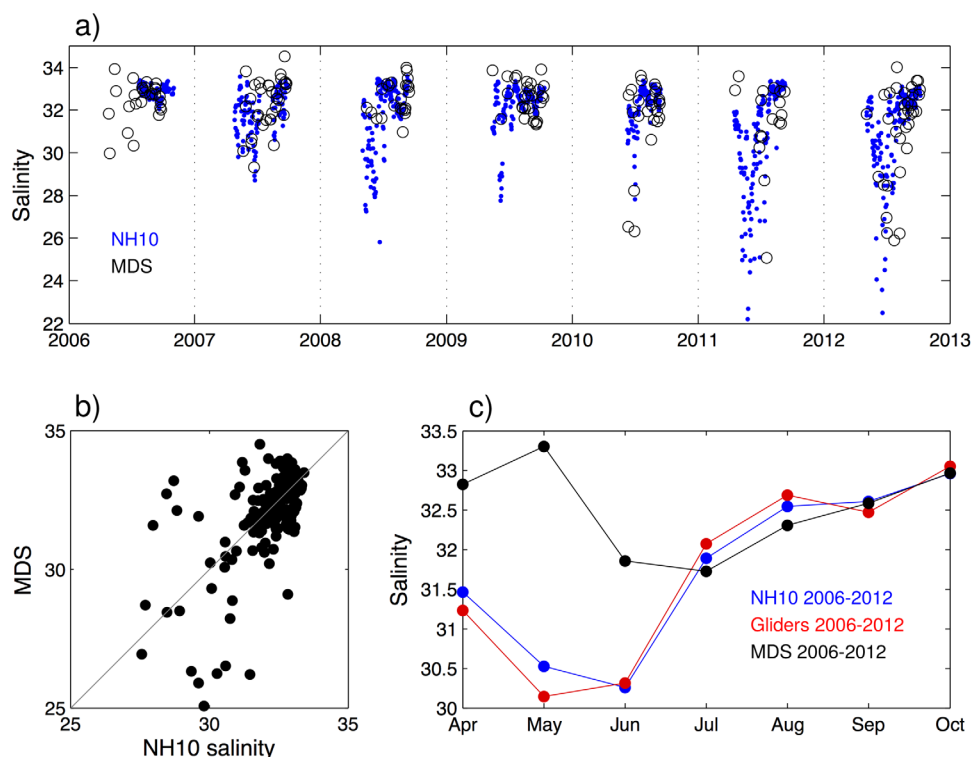 a)
34
32
30
28
26
24
22
Salinity
NH10
MDS
2006 2007 2008 2009 2010 2011 2012 2013
b)
35
30
25
MDS
25 30 35
NH10 salinity
c)
33.5
33
32.5
32
31.5
31
30.5
30
Salinity
NH10 2006-2012
Gliders 2006-2012
MDS 2006-2012
Apr May Jun Jul Aug Sep Oct